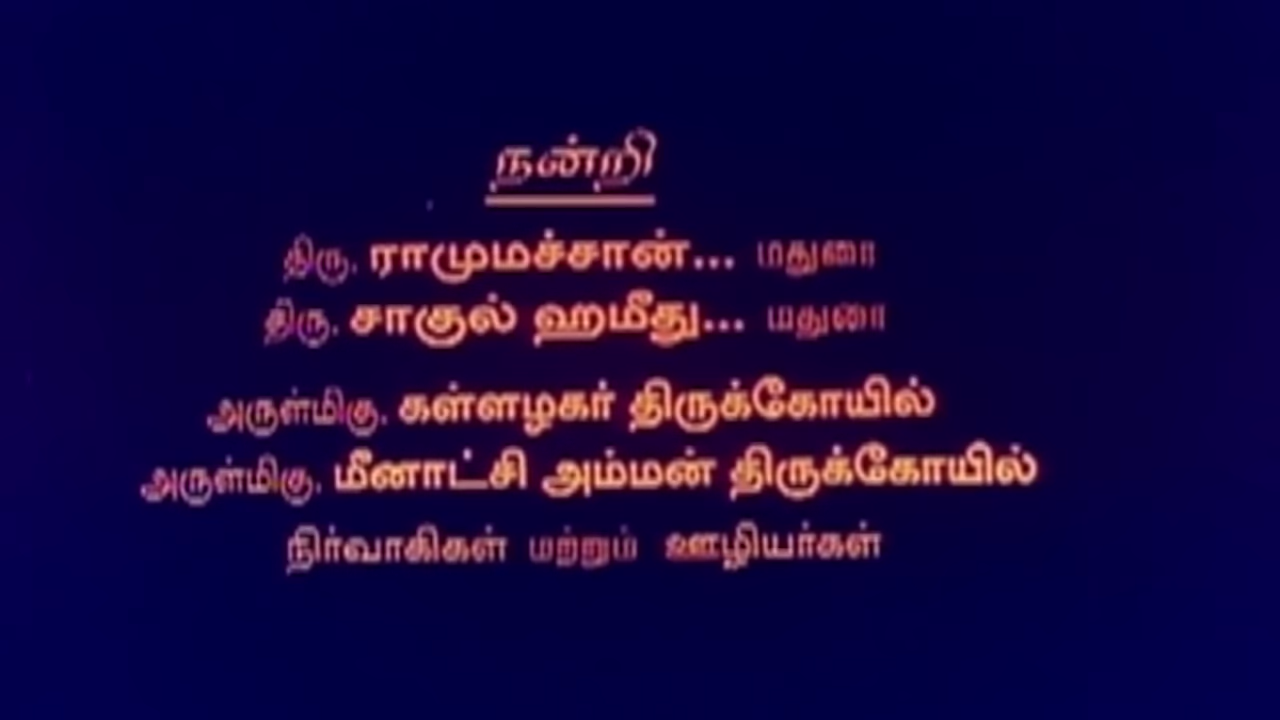 நன்றி
திரு. ராமுமச்சான்... மதுரை
திரு. சாகுல் ஹமீது... மதுரை
அருள்மிகு. கள்ளழகர் திருக்கோயில்
அருள்மிகு. மீனாட்சி அம்மன் திருக்கோயில்
நிர்வாகிகள் மற்றும் ஊழியர்கள்